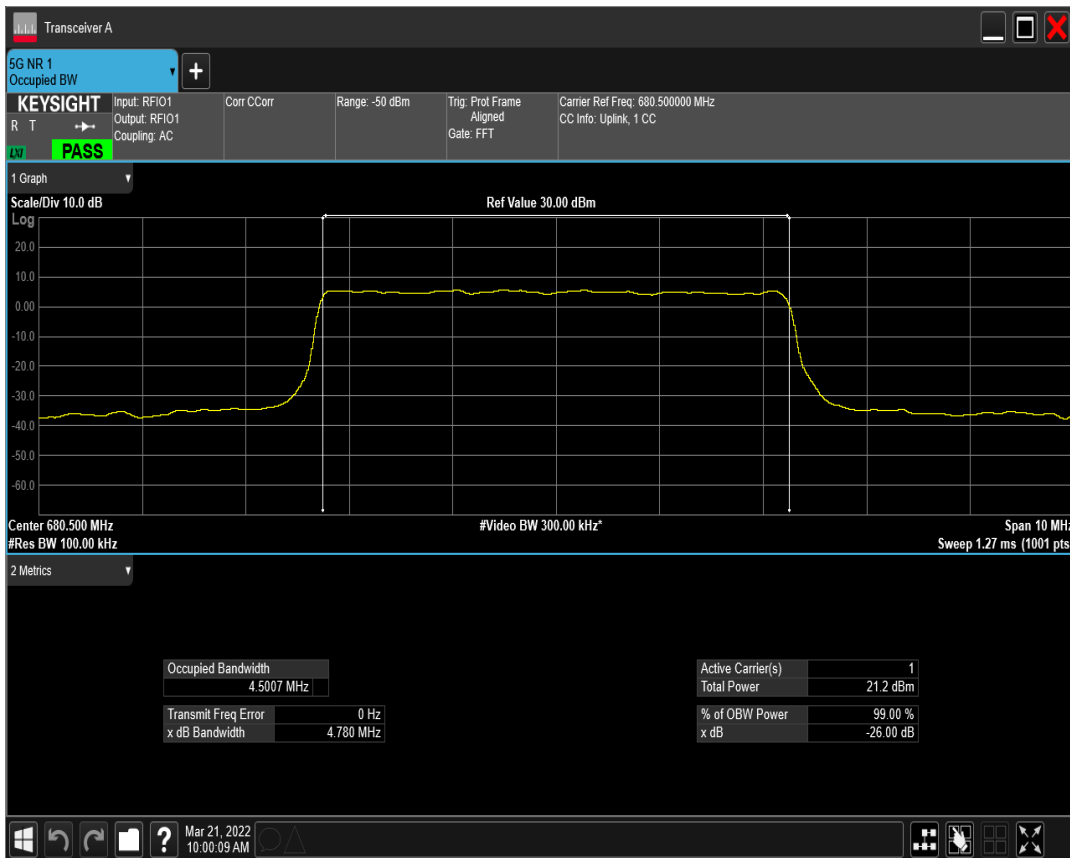 Transceiver A
5G NR 1
Occupied BW
+
KEYSIGHT
R T
LXI
PASS
Input: RFIO1
Output: RFIO1
Coupling: AC
Corr CCorr
Range: -50 dBm
Trig: Prot Frame
Aligned
Gate: FFT
Carrier Ref Freq: 680.500000 MHz
CC Info: Uplink, 1 CC
1 Graph
Scale/Div 10.0 dB
Ref Value 30.00 dBm
Log
20.0
10.0
0.00
-10.0
-20.0
-30.0
-40.0
-50.0
-60.0
Center 680.500 MHz
#Video BW 300.00 kHz*
Span 10 MHz
#Res BW 100.00 kHz
Sweep 1.27 ms (1001 pts
2 Metrics
Occupied Bandwidth
4.5007 MHz
Transmit Freq Error 0 Hz
x dB Bandwidth 4.780 MHz
Active Carrier(s) 1
Total Power 21.2 dBm
% of OBW Power 99.00 %
x dB -26.00 dB
?
Mar 21, 2022
10:00:09 AM